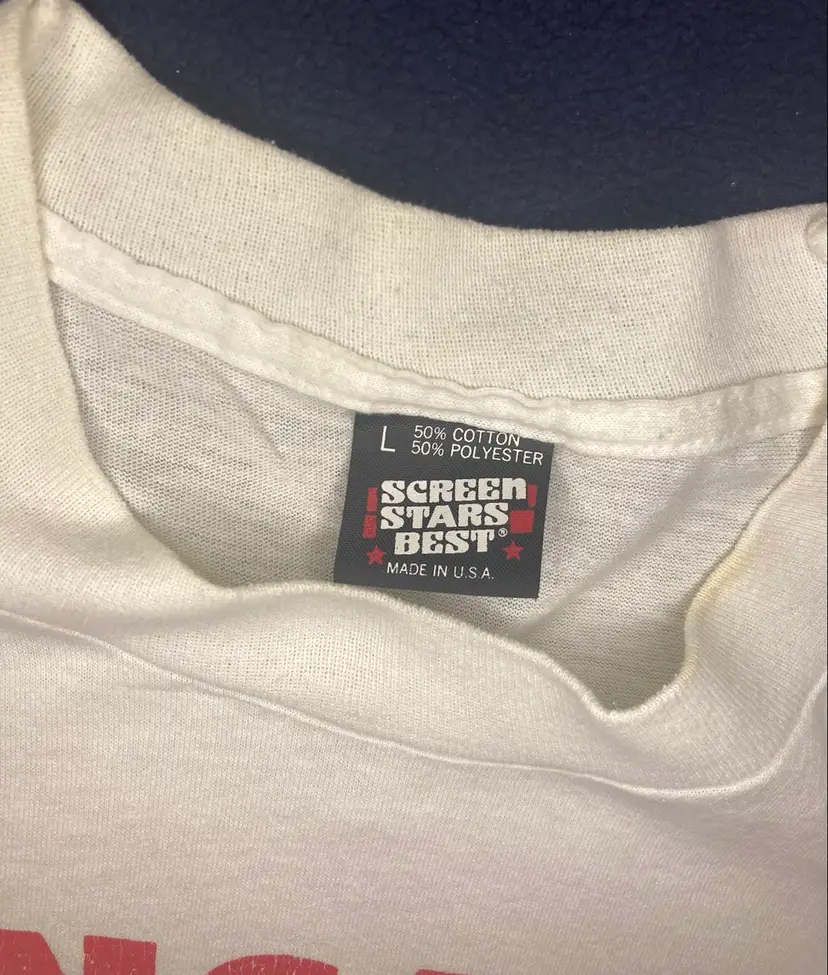 L 50% COTTON
50% POLYESTER
SCREEN
STARS
BEST®
MADE IN U.S.A.